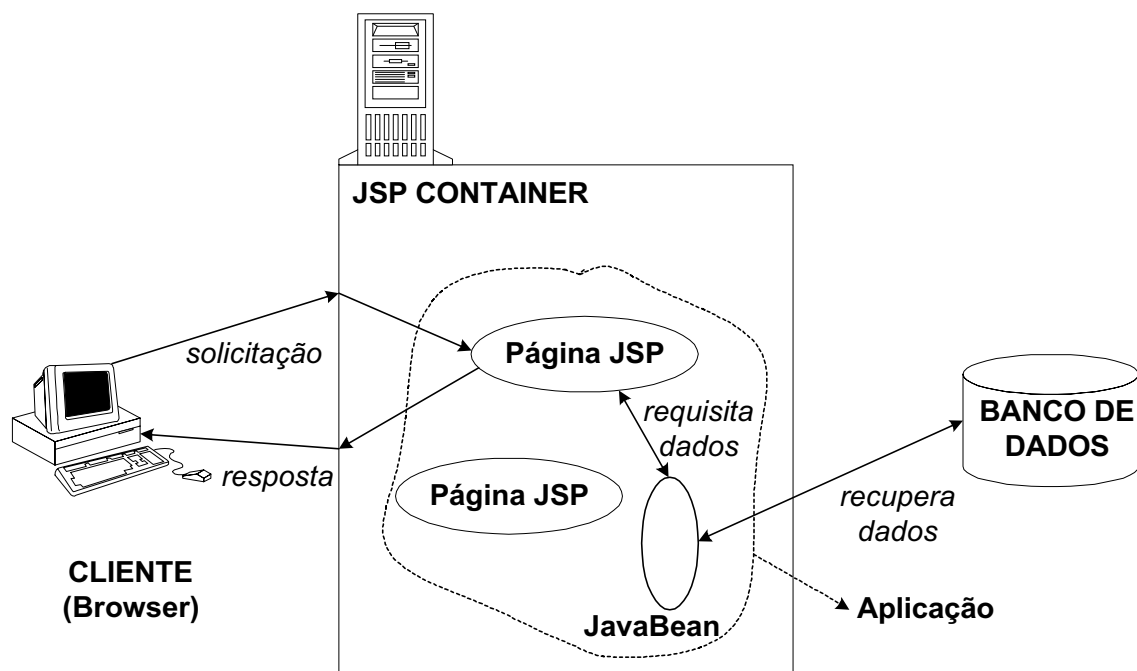 JSP CONTAINER
solicitação
Página JSP
requisita
dados
BANCO DE
DADOS
resposta
Página JSP
recupera
dados
CLIENTE
(Browser)
JavaBean
Aplicação